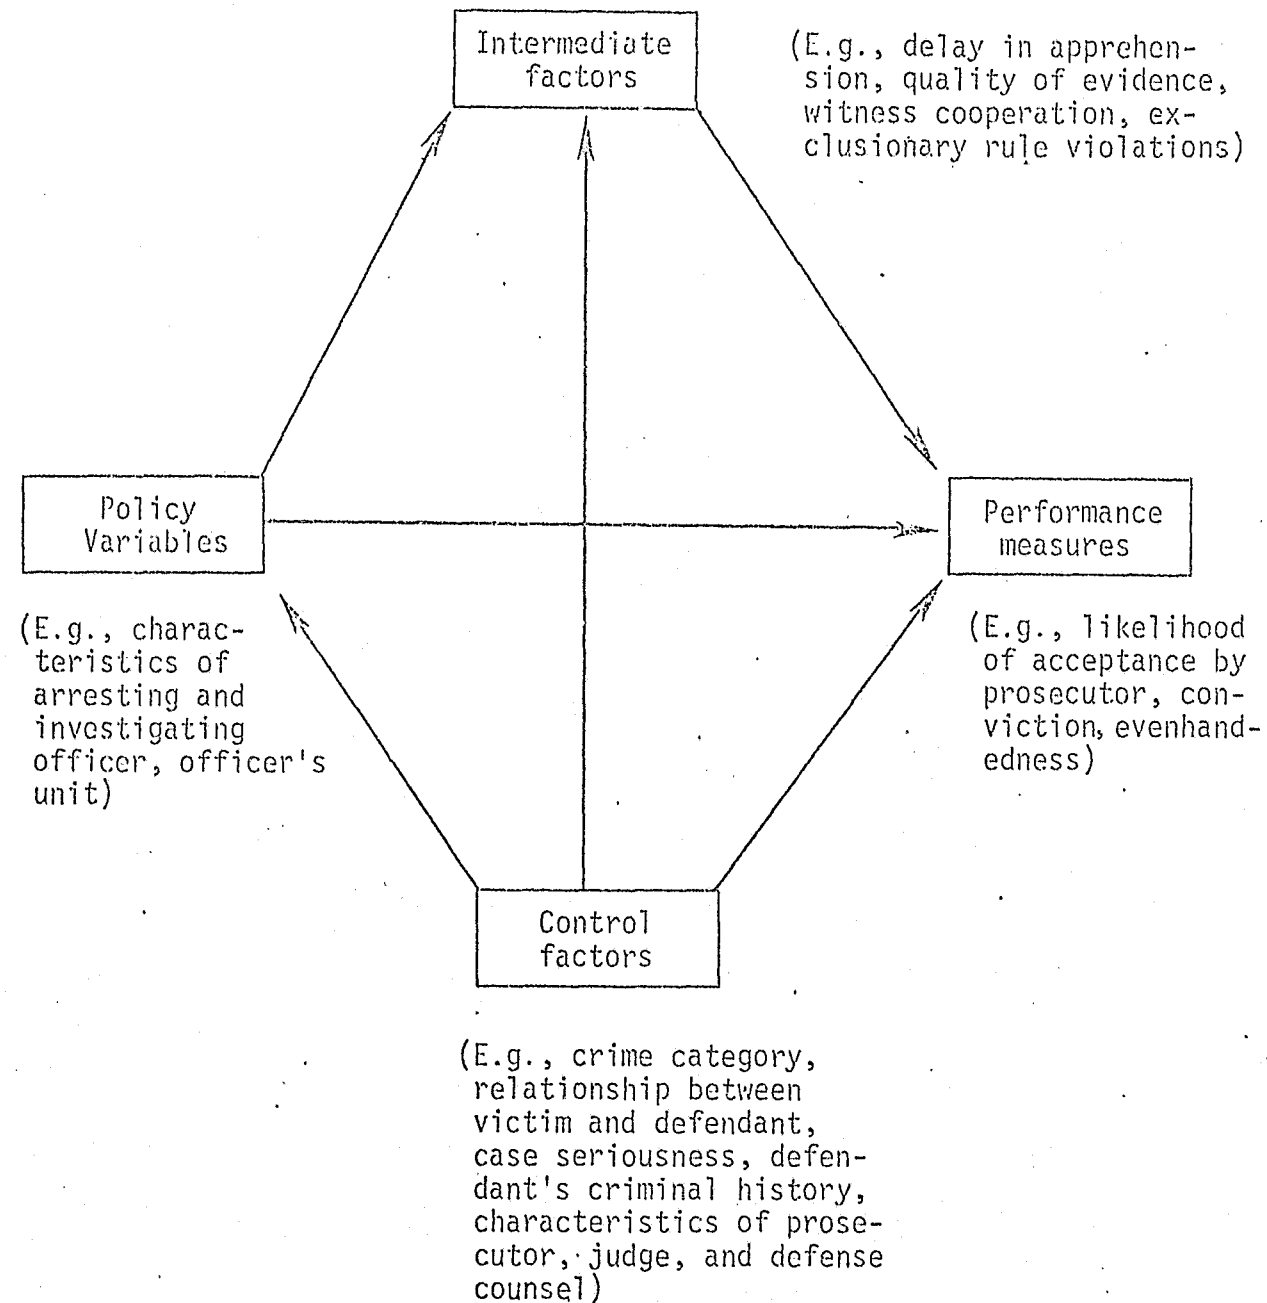 Intermediate
factors
(E.g., delay in apprehen-
sion, quality of evidence,
witness cooperation, ex-
clusionary rule violations)
Policy
Variables
(E.g., charac-
teristics of
arresting and
investigating
officer, officer's
unit)
Performance
measures
(E.g., likelihood
of acceptance by
prosecutor, con-
viction, evenhand-
edness)
Control
factors
(E.g., crime category,
relationship between
victim and defendant,
case seriousness, defen-
dant's criminal history,
characteristics of prose-
cutor, judge, and defense
counsel)